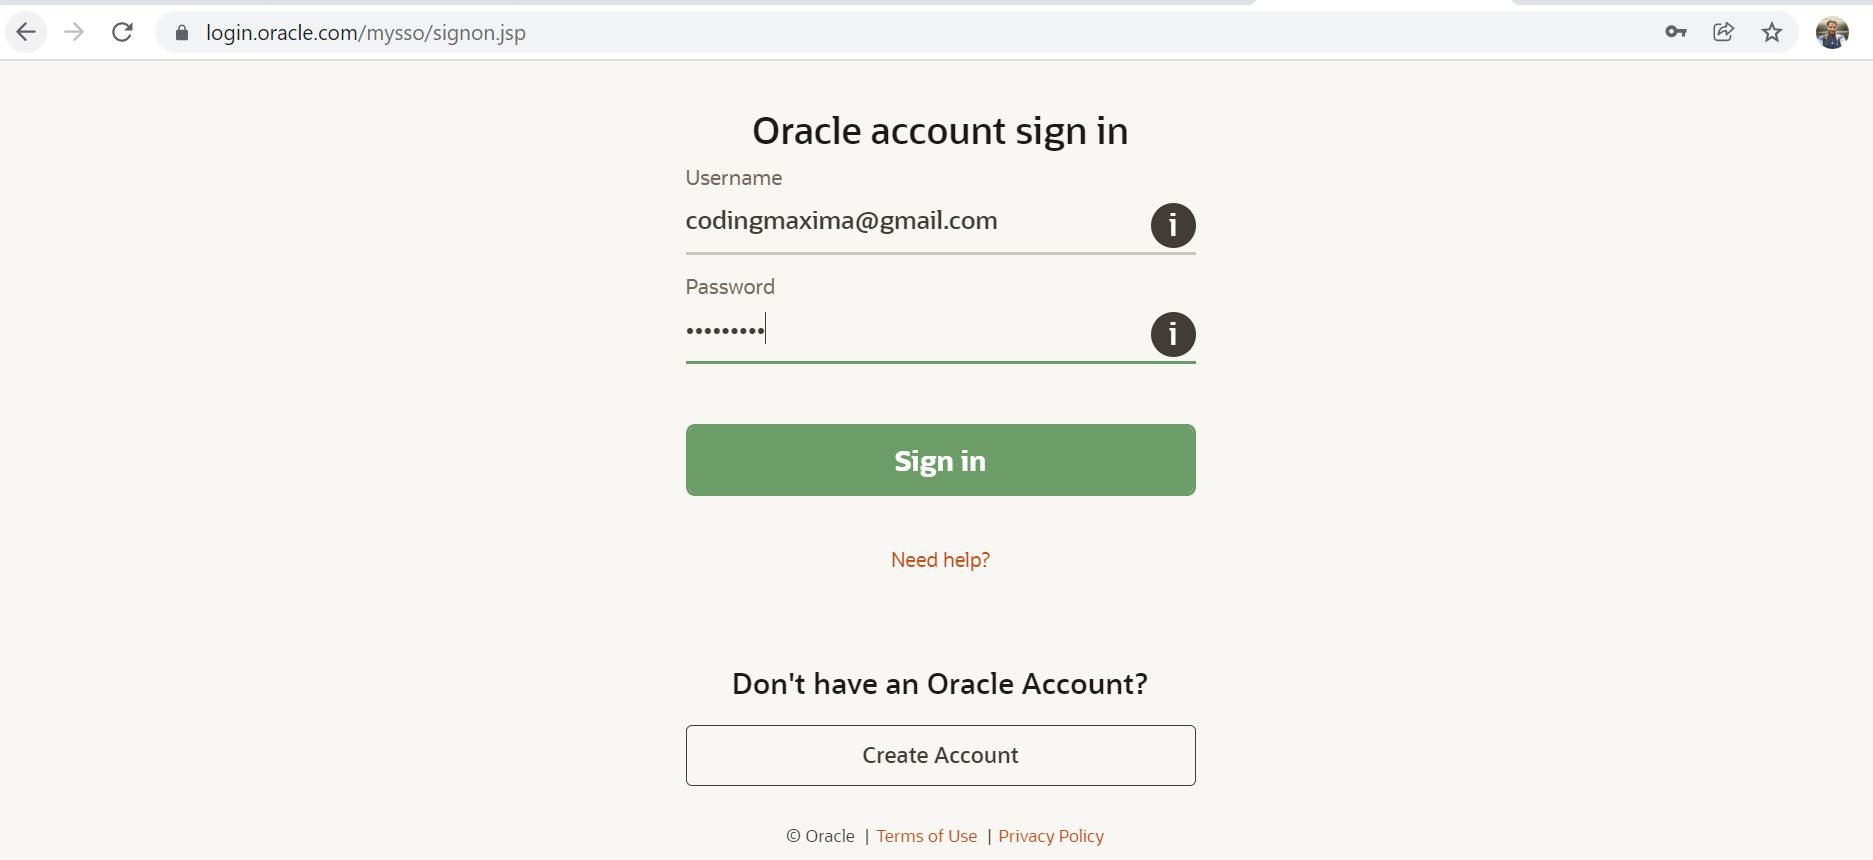 login.oracle.com/mysso/signon.jsp
Oracle account sign in
Username
codingmaxima@gmail.com
i
Password
•••••••••
i
Sign in
Need help?
Don't have an Oracle Account?
Create Account
© Oracle | Terms of Use | Privacy Policy